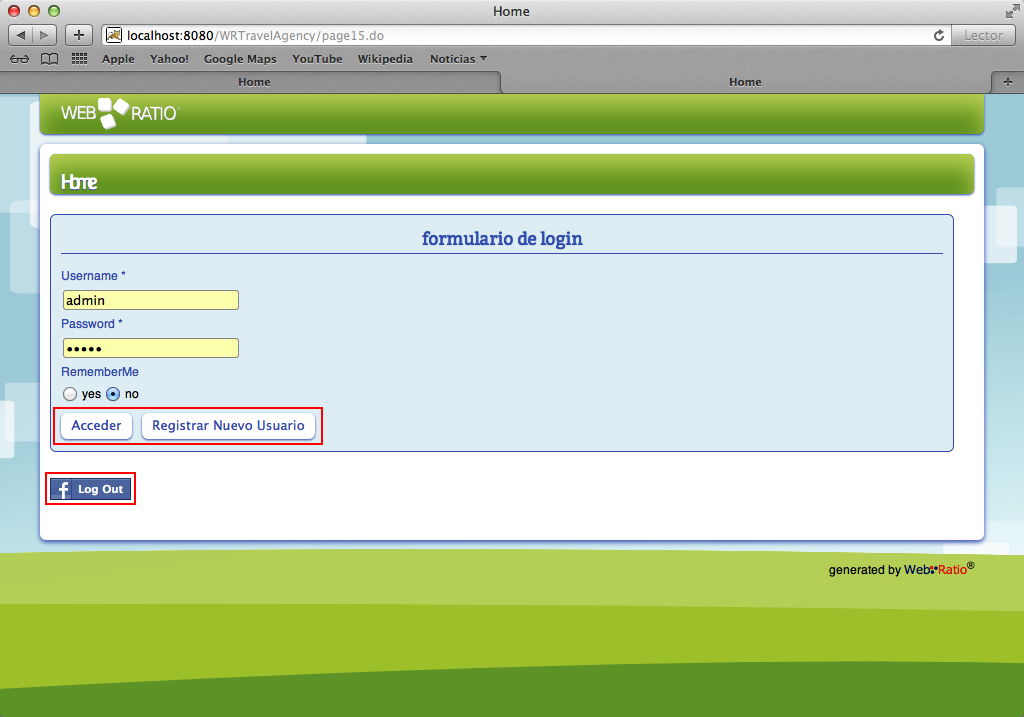 Home
localhost:8080/WRTravelAgency/page15.do
Lector
Apple Yahoo! Google Maps YouTube Wikipedia Noticias
Home Home
WEB RATIO
Home
formulario de login
Username *
admin
Password *
•••••
RememberMe
yes no
Acceder Registrar Nuevo Usuario
f Log Out
generated by WebRatio®